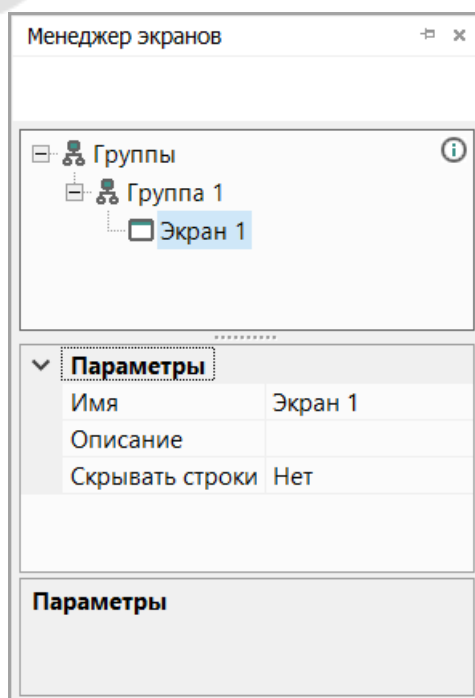 Менеджер экранов
Группы
Группа 1
Экран 1
Параметры
Имя Экран 1
Описание
Скрывать строки Нет
Параметры